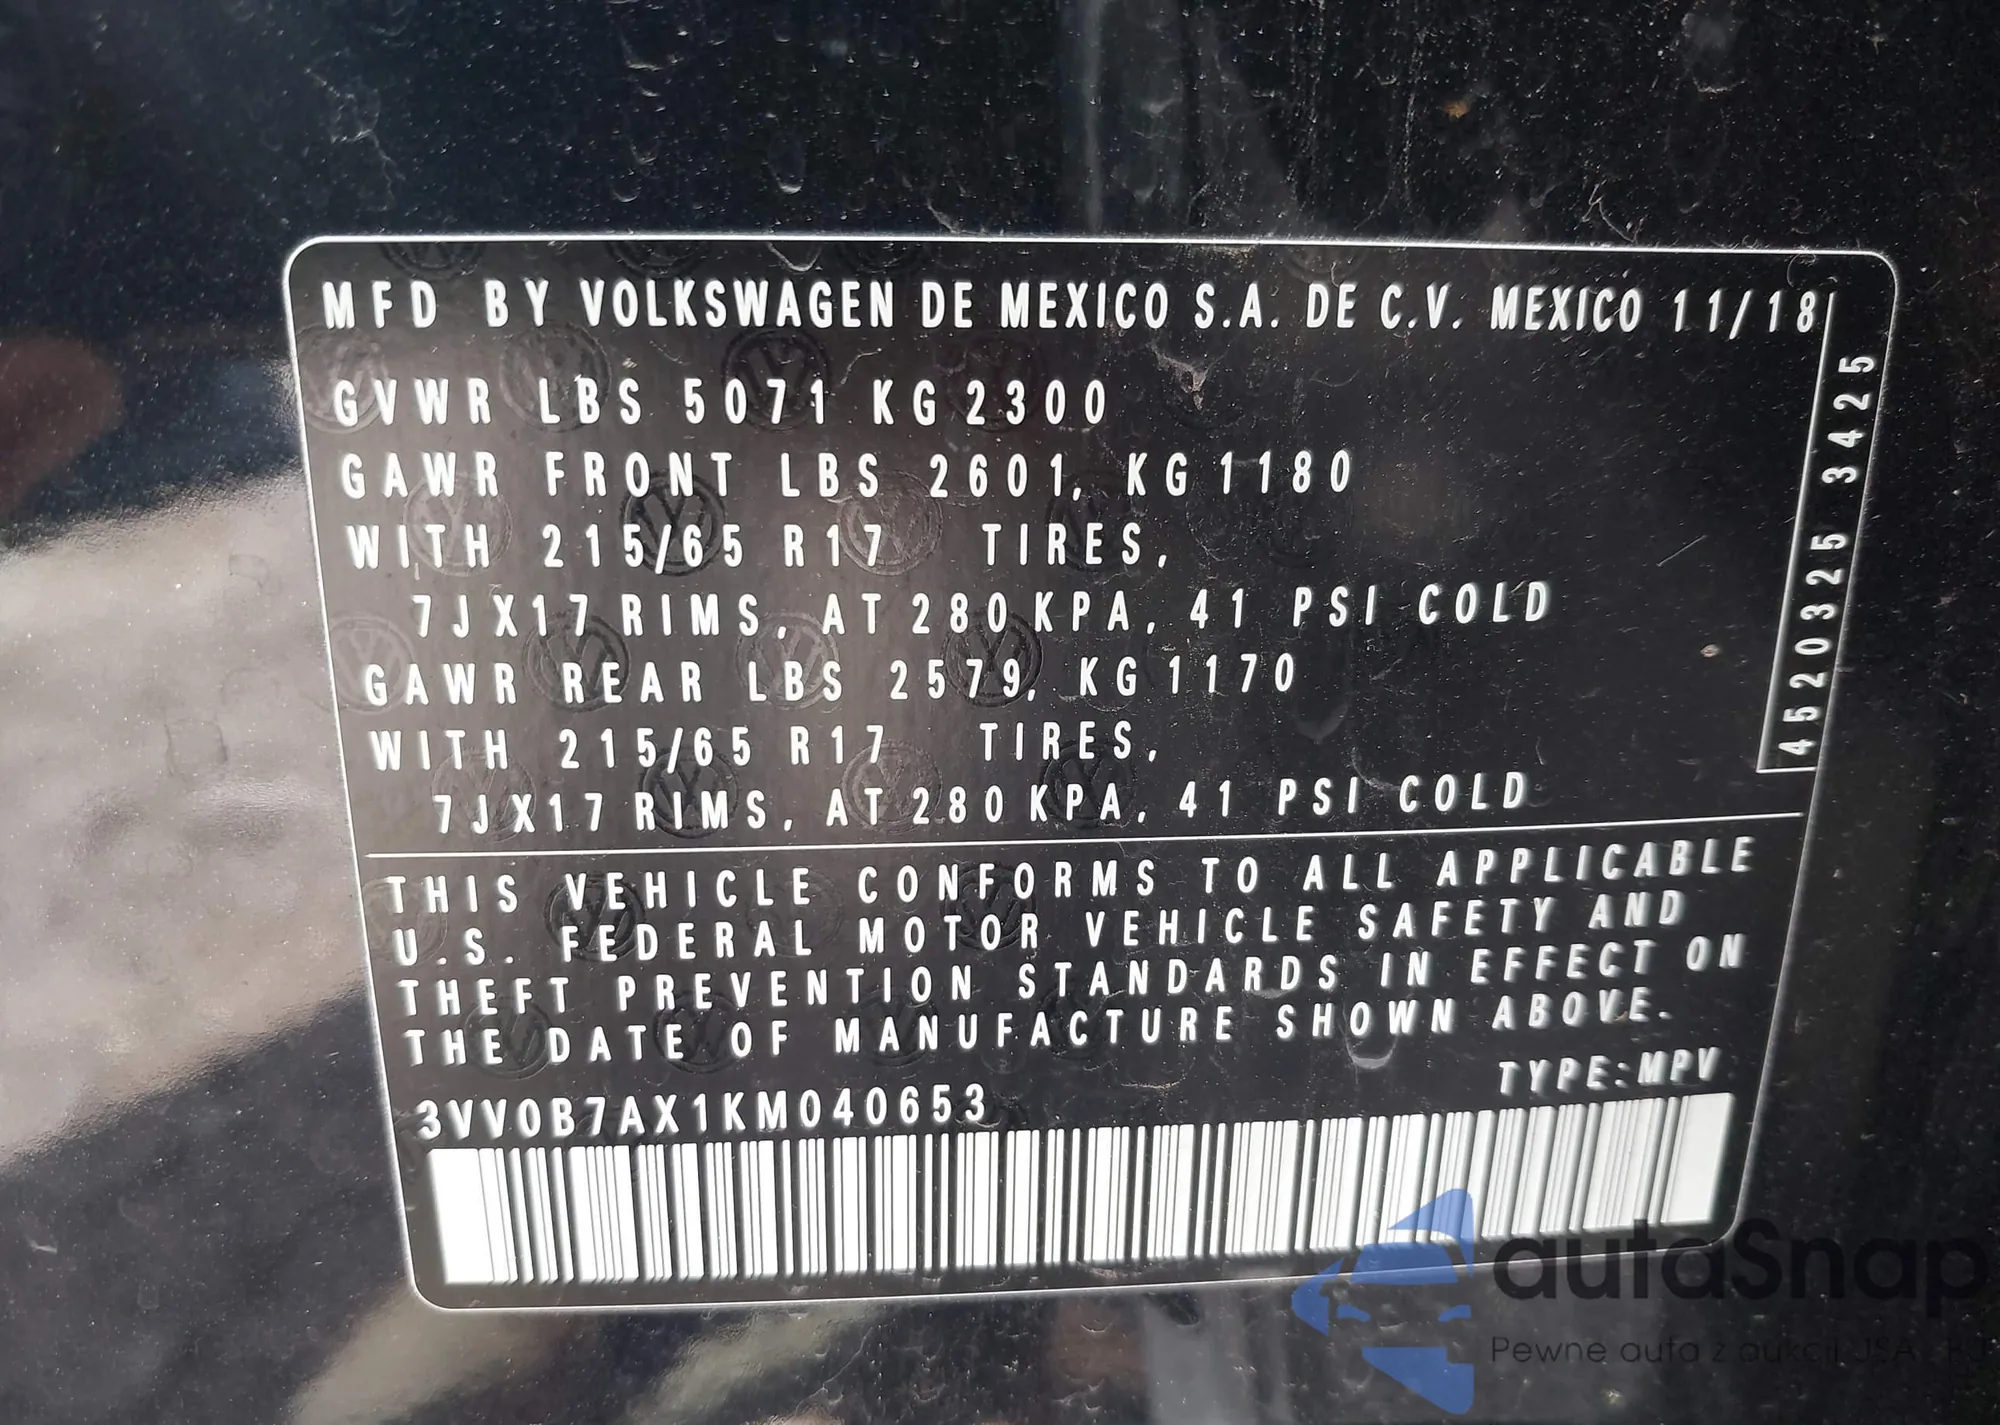 MFD BY VOLKSWAGEN DE MEXICO S.A. DE C.V. MEXICO 11/18
GVWR LBS 5071 KG 2300
GAWR FRONT LBS 2601, KG 1180
WITH 215/65 R17 TIRES,
7JX17 RIMS, AT 280 KPA, 41 PSI COLD
GAWR REAR LBS 2579, KG 1170
WITH 215/65 R17 TIRES,
7JX17 RIMS, AT 280 KPA, 41 PSI COLD
4520325 3425
THIS VEHICLE CONFORMS TO ALL APPLICABLE
U.S. FEDERAL MOTOR VEHICLE SAFETY AND
THEFT PREVENTION STANDARDS IN EFFECT ON
THE DATE OF MANUFACTURE SHOWN ABOVE.
TYPE:MPV
3VV0B7AX1KM040653
autaSnap
Pewne auta z aukcji